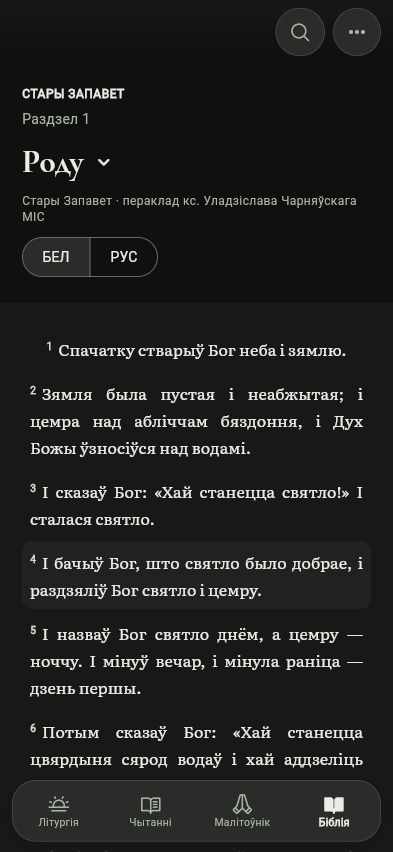 СТАРЫ ЗАПАВЕТ
Раздзел 1
Роду
Стары Запавет · пераклад кс. Уладзіслава Чарняўскага
МІС
БЕЛ РУС
1 Спачатку стварыў Бог неба і зямлю.
2 Зямля была пустая і неабжытая; і
цемра над абліччам бяздоння, і Дух
Божы ўзносіўся над водамі.
3 І сказаў Бог: «Хай станецца святло!» І
сталася святло.
4 І бачыў Бог, што святло было добрае, і
раздзяліў Бог святло і цемру.
5 І назваў Бог святло днём, а цемру —
ноччу. І мінуў вечар, і мінула раніца —
дзень першы.
6 Потым сказаў Бог: «Хай станецца
цвярдыня сярод водаў і хай аддзеліць
Літургія Чытанні Малітоўнік Біблія